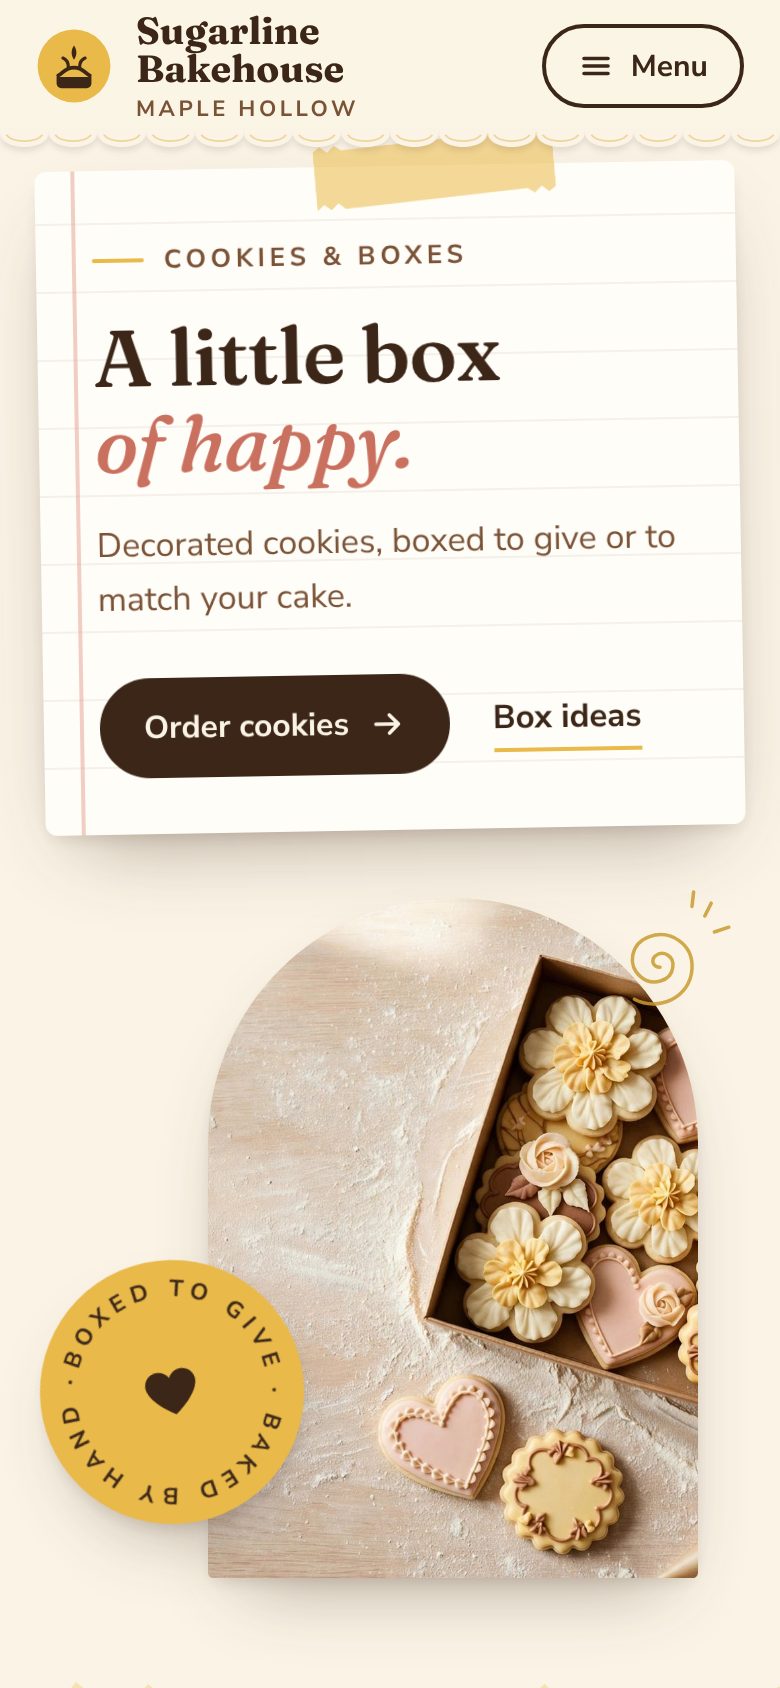 Sugarline
Bakehouse
MAPLE HOLLOW
Menu
COOKIES & BOXES
A little box
of happy.
Decorated cookies, boxed to give or to
match your cake.
Order cookies →
Box ideas
BOXED TO GIVE · BAKED BY HAND ·